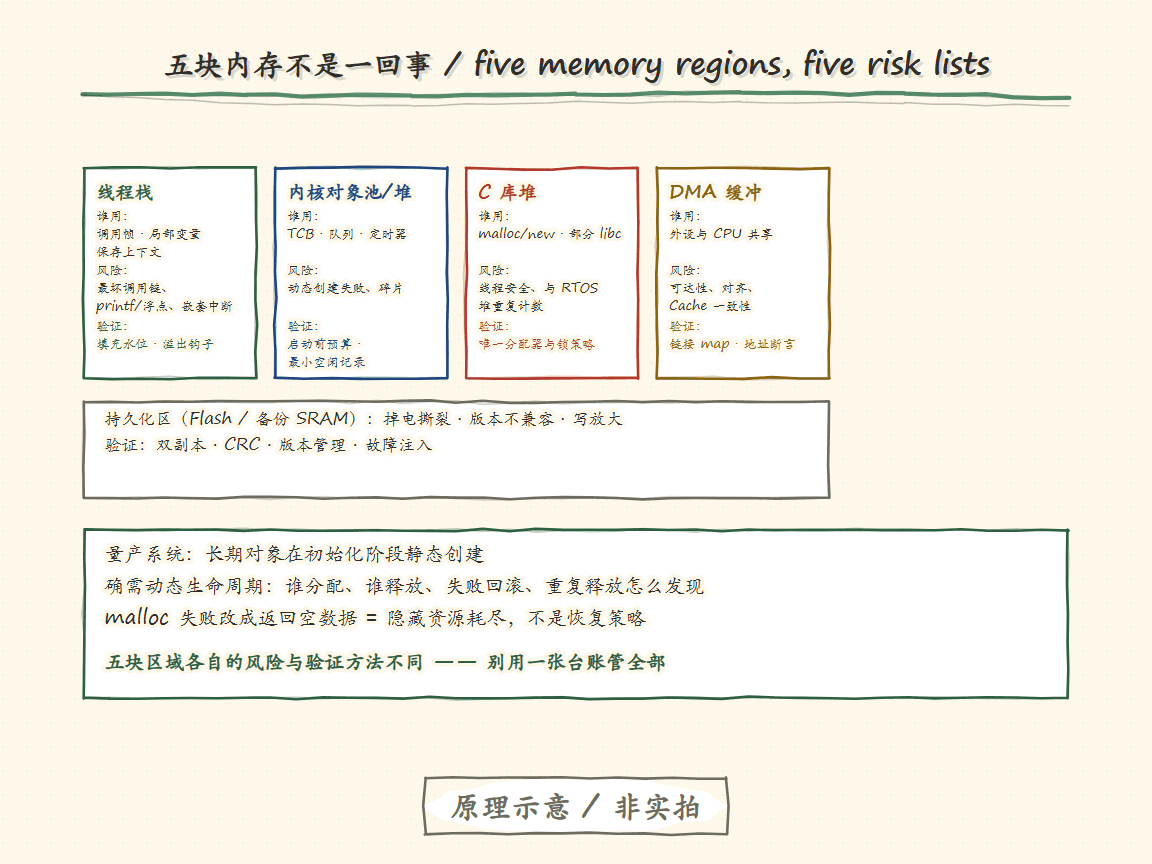 五块内存不是一回事 / five memory regions, five risk lists
线程栈
谁用:
调用帧 · 局部变量
保存上下文
风险:
最坏调用链、
printf/浮点、嵌套中断
验证:
填充水位 · 溢出钩子
内核对象池/堆
谁用:
TCB · 队列 · 定时器
风险:
动态创建失败、碎片
验证:
启动前预算 ·
最小空闲记录
C 库堆
谁用:
malloc/new · 部分 libc
风险:
线程安全、与 RTOS
堆重复计数
验证:
唯一分配器与锁策略
DMA 缓冲
谁用:
外设与 CPU 共享
风险:
可达性、对齐、
Cache 一致性
验证:
链接 map · 地址断言
持久化区（Flash / 备份 SRAM）: 掉电撕裂 · 版本不兼容 · 写放大
验证: 双副本 · CRC · 版本管理 · 故障注入
量产系统: 长期对象在初始化阶段静态创建
确需动态生命周期: 谁分配、谁释放、失败回滚、重复释放怎么发现
malloc 失败改成返回空数据 = 隐藏资源耗尽，不是恢复策略
五块区域各自的风险与验证方法不同 —— 别用一张台账管全部
原理示意 / 非实拍